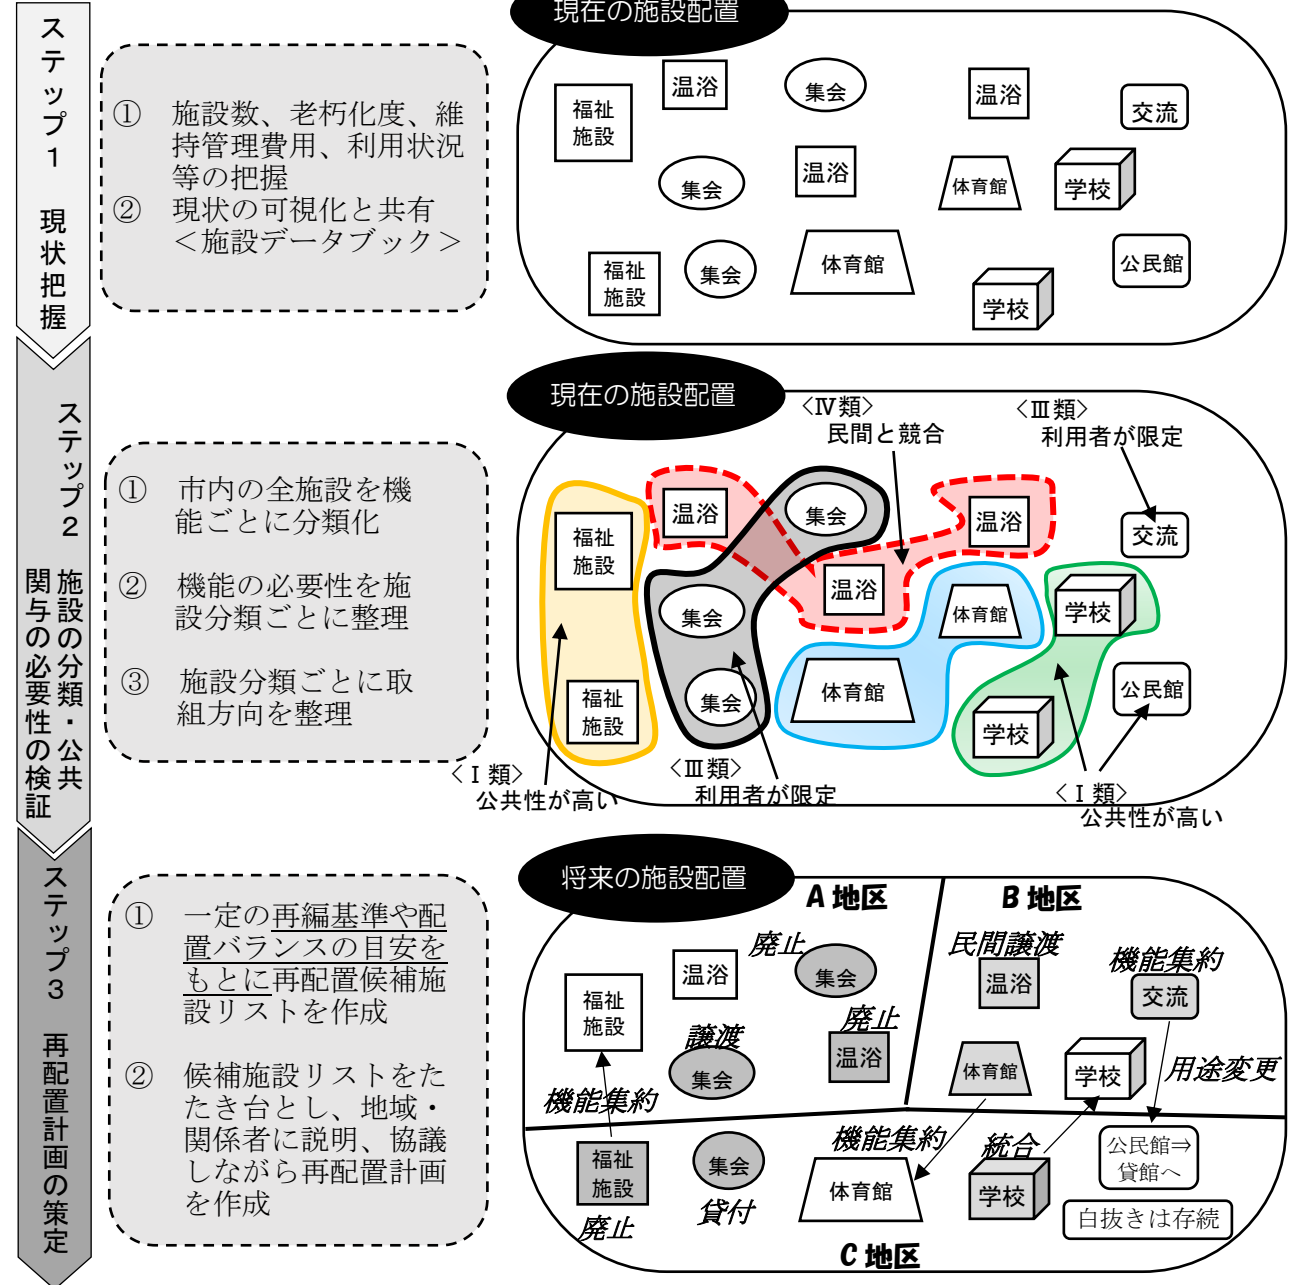 ステップ1　現状把握
①　施設数、老朽化度、維
持管理費用、利用状況
等の把握
②　現状の可視化と共有
＜施設データブック＞
現在の施設配置
福祉
施設
温浴
集会
温浴
交流
集会
温浴
体育館
学校
福祉
施設
集会
体育館
学校
公民館
ステップ2　施設の分類・公共
関与の必要性の検証
①　市内の全施設を機
能ごとに分類化
②　機能の必要性を施
設分類ごとに整理
③　施設分類ごとに取
組方向を整理
現在の施設配置
〈Ⅳ類〉
民間と競合
〈Ⅲ類〉
利用者が限定
福祉
施設
温浴
集会
温浴
交流
集会
温浴
体育館
学校
福祉
施設
集会
体育館
学校
公民館
〈Ⅰ類〉
公共性が高い
〈Ⅲ類〉
利用者が限定
〈Ⅰ類〉
公共性が高い
ステップ3　再配置計画の策定
①　一定の再編基準や配
置バランスの目安を
もとに再配置候補施
設リストを作成
②　候補施設リストをた
たき台とし、地域・
関係者に説明、協議
しながら再配置計画
を作成
将来の施設配置
A地区
B地区
福祉
施設
温浴
廃止
集会
民間譲渡
温浴
機能集約
交流
譲渡
集会
廃止
温浴
体育館
学校
用途変更
機能集約
機能集約
統合
福祉
施設
廃止
集会
貸付
体育館
学校
公民館⇒
貸館へ
白抜きは存続
C地区